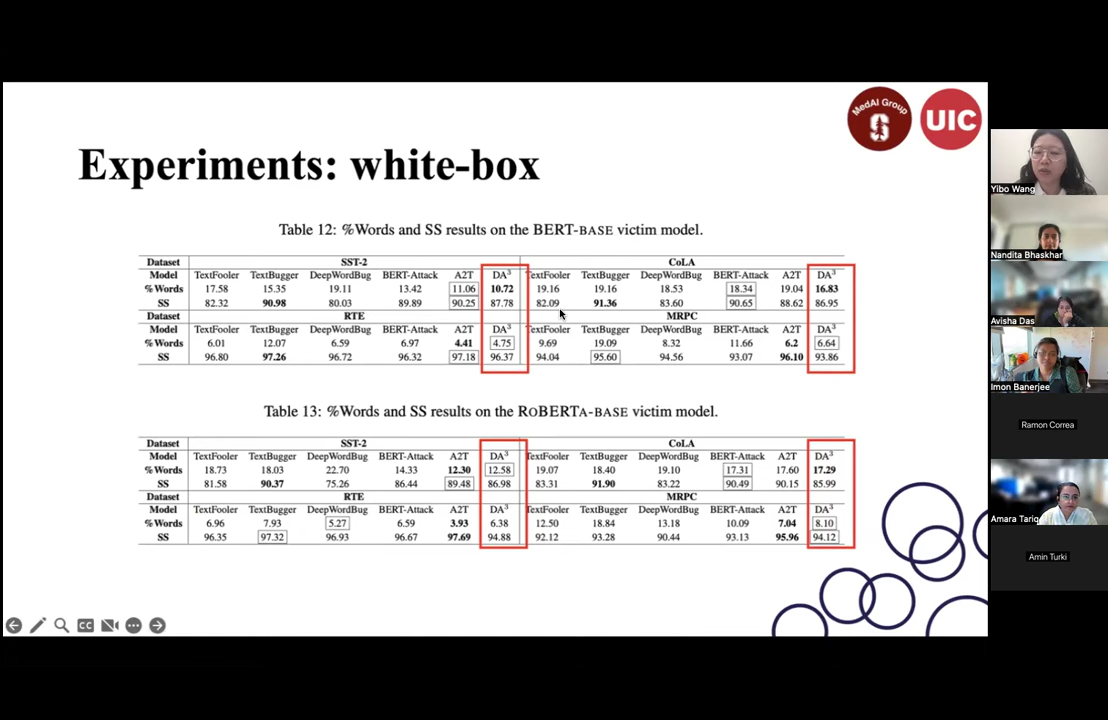 MedAI Group
S
UIC
Experiments: white-box
Table 12: %Words and SS results on the BERT-BASE victim model.
Dataset SST-2 CoLA
Model TextFooler TextBugger DeepWordBug BERT-Attack A2T DA³ TextFooler TextBugger DeepWordBug BERT-Attack A2T DA³
%Words 17.58 15.35 19.11 13.42 11.06 10.72 19.16 19.16 18.53 18.34 19.04 16.83
SS 82.32 90.98 80.03 89.89 90.25 87.78 82.09 91.36 83.60 90.65 88.62 86.95
Dataset RTE MRPC
Model TextFooler TextBugger DeepWordBug BERT-Attack A2T DA³ TextFooler TextBugger DeepWordBug BERT-Attack A2T DA³
%Words 6.01 12.07 6.59 6.97 4.41 4.75 9.69 19.09 8.32 11.66 6.2 6.64
SS 96.80 97.26 96.72 96.32 97.18 96.37 94.04 95.60 94.56 93.07 96.10 93.86
Table 13: %Words and SS results on the ROBERTA-BASE victim model.
Dataset SST-2 CoLA
Model TextFooler TextBugger DeepWordBug BERT-Attack A2T DA³ TextFooler TextBugger DeepWordBug BERT-Attack A2T DA³
%Words 18.73 18.03 22.70 14.33 12.30 12.58 19.07 18.40 19.10 17.31 17.60 17.29
SS 81.58 90.37 75.26 86.44 89.48 86.98 83.31 91.90 83.22 90.49 90.15 85.99
Dataset RTE MRPC
Model TextFooler TextBugger DeepWordBug BERT-Attack A2T DA³ TextFooler TextBugger DeepWordBug BERT-Attack A2T DA³
%Words 6.96 7.93 5.27 6.59 3.93 6.38 12.50 18.84 13.18 10.09 7.04 8.10
SS 96.35 97.32 96.93 96.67 97.69 94.88 92.12 93.28 90.44 93.13 95.96 94.12
CC
Yibo Wang
Nandita Bhaskhar
Avisha Das
Imon Banerjee
Ramon Correa
Amara Tariq
Amin Turki